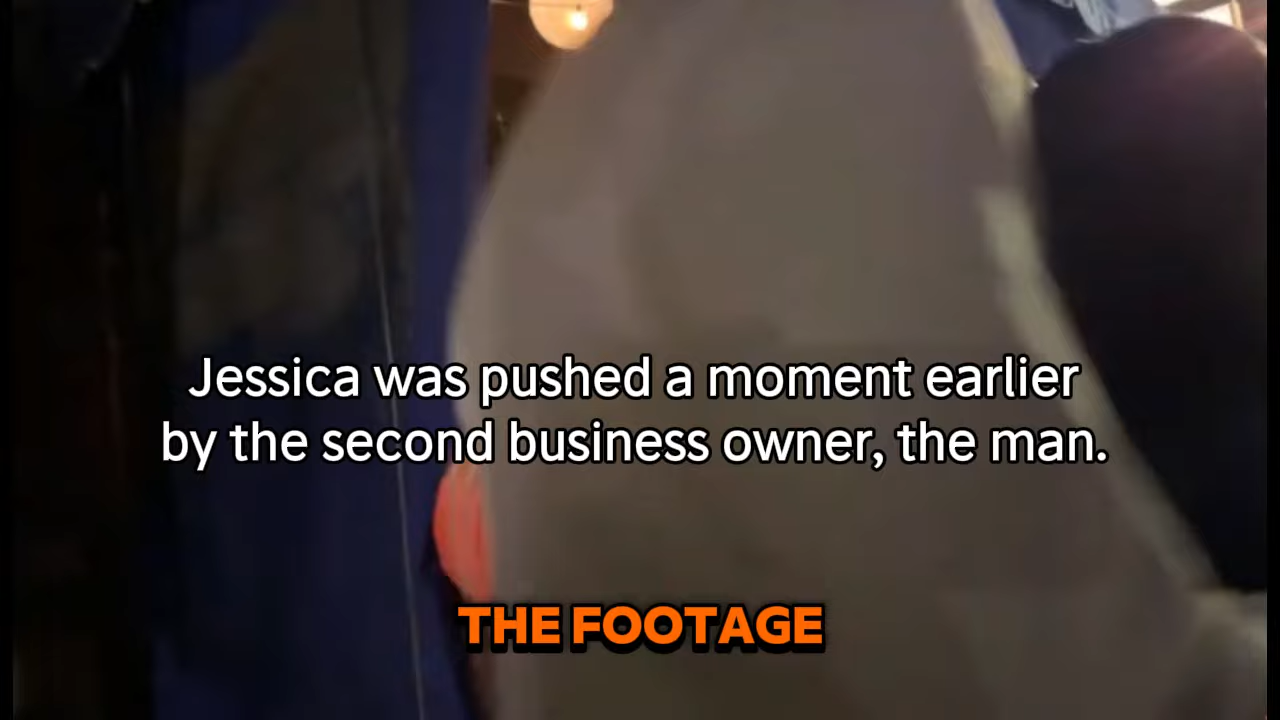 Jessica was pushed a moment earlier
by the second business owner, the man.
THE FOOTAGE